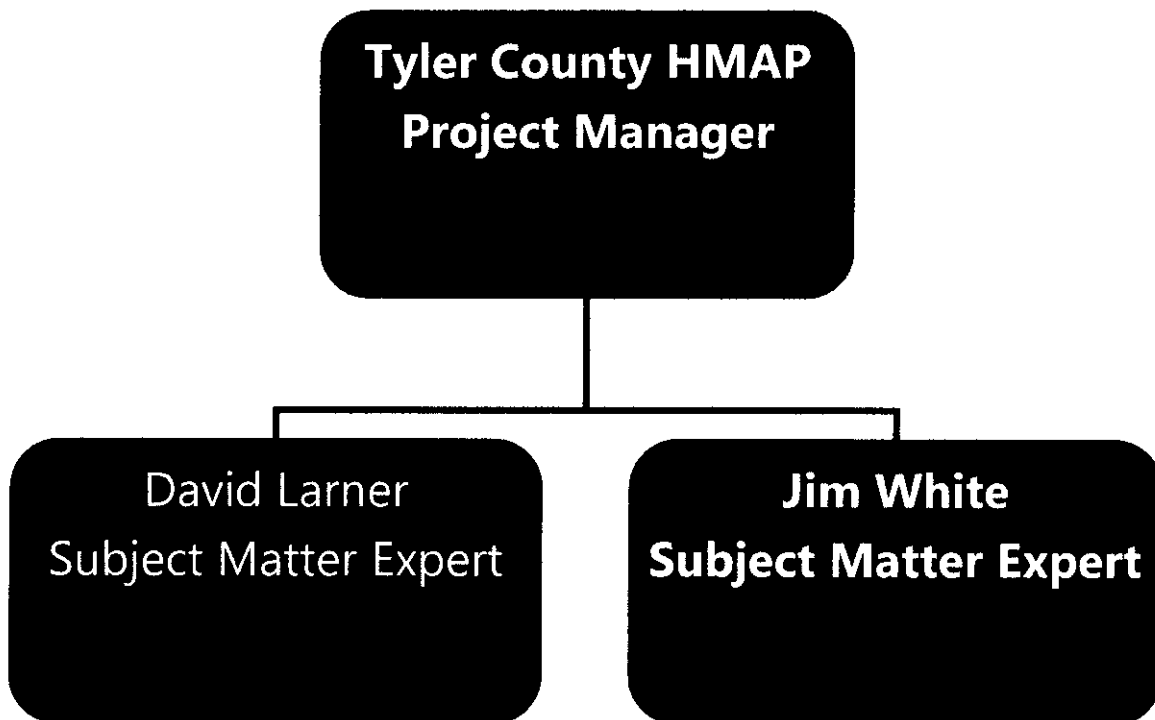 Tyler County HMAP
Project Manager
David Larner
Subject Matter Expert
Jim White
Subject Matter Expert